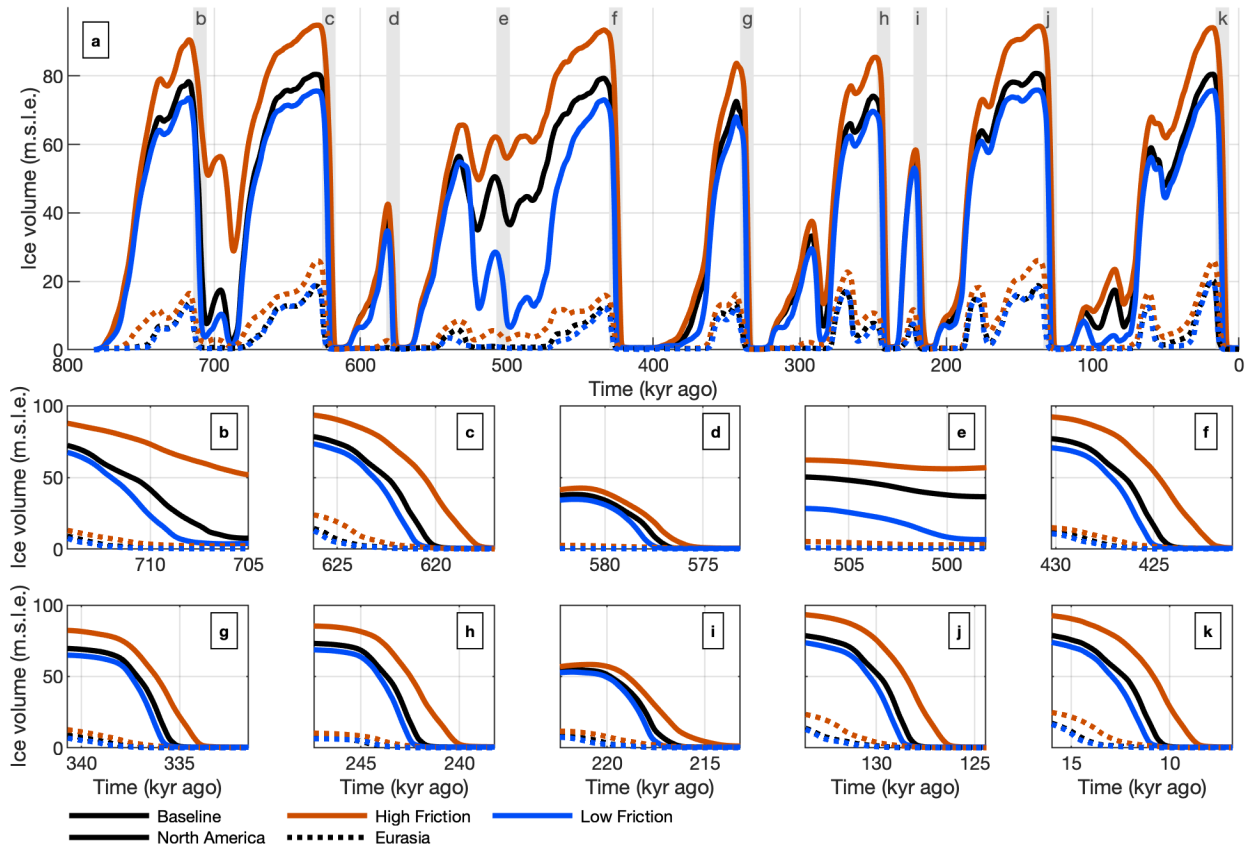 a b c d e f g h i j k
Ice volume (m.s.l.e.)
80
60
40
20
0
800 700 600 500 400 300 200 100 0
Time (kyr ago)
b c d e f
Ice volume (m.s.l.e.)
100
50
0
710 705 625 620 580 575 505 500 430 425
g h i j k
Ice volume (m.s.l.e.)
100
50
0
340 335 245 240 220 215 130 125 15 10
Time (kyr ago) Time (kyr ago) Time (kyr ago) Time (kyr ago) Time (kyr ago)
Baseline High Friction Low Friction
North America Eurasia